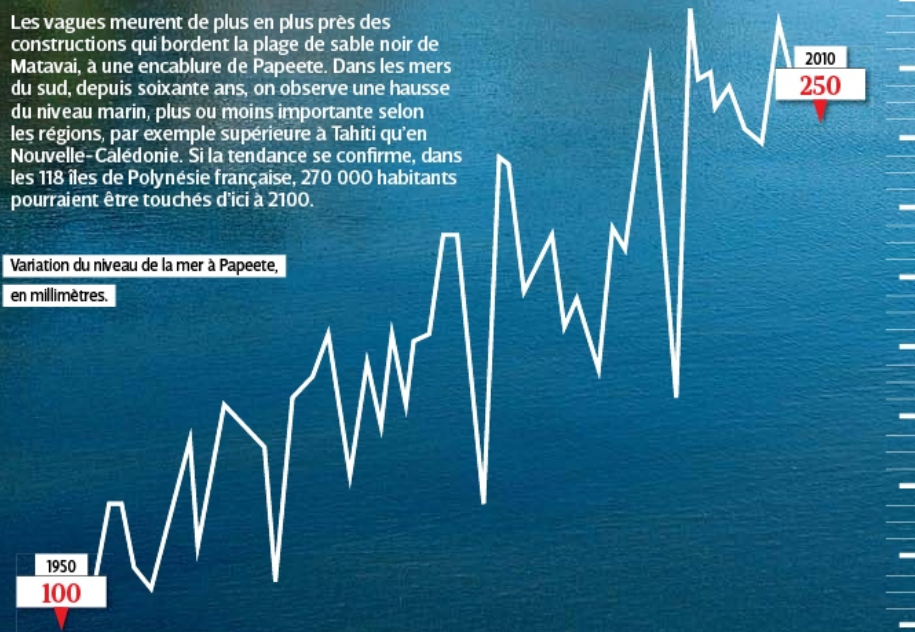 Les vagues meurent de plus en plus près des
constructions qui bordent la plage de sable noir de
Matavai, à une encablure de Papeete. Dans les mers
du sud, depuis soixante ans, on observe une hausse
du niveau marin, plus ou moins importante selon
les régions, par exemple supérieure à Tahiti qu'en
Nouvelle-Calédonie. Si la tendance se confirme, dans
les 118 îles de Polynésie française, 270 000 habitants
pourraient être touchés d'ici à 2100.
Variation du niveau de la mer à Papeete,
en millimètres.
2010
250
1950
100